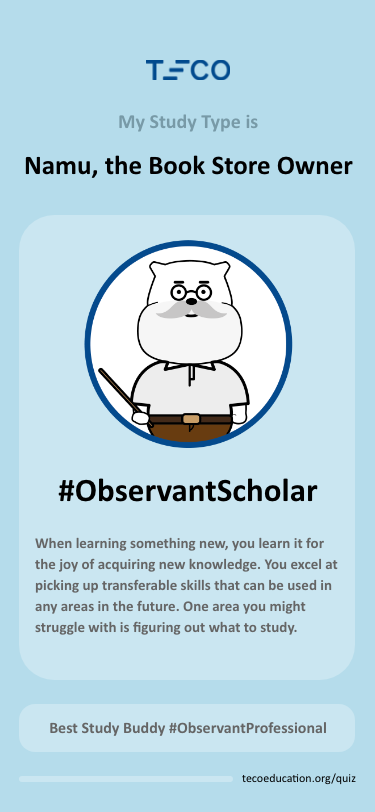 TECO
My Study Type is
Namu, the Book Store Owner
#ObservantScholar
When learning something new, you learn it for
the joy of acquiring new knowledge. You excel at
picking up transferable skills that can be used in
any areas in the future. One area you might
struggle with is figuring out what to study.
Best Study Buddy #ObservantProfessional
tecoeducation.org/quiz